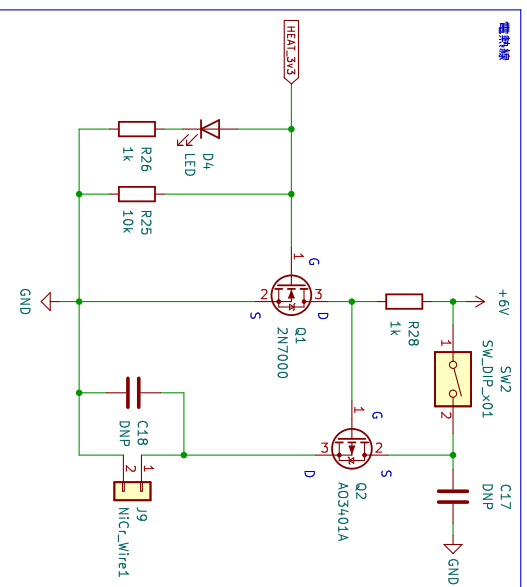 電熱線
HEAT_3v3
D4
LED
R26
1k
R25
10k
1
G
2
3
S
D
Q1
2N7000
GND
+6V
R28
1k
1
SW2
SW_DIP_x01
2
1
G
3
2
D
S
Q2
AO3401A
C18
DNP
C17
DNP
GND
1
2
J9
NiCr_Wire1